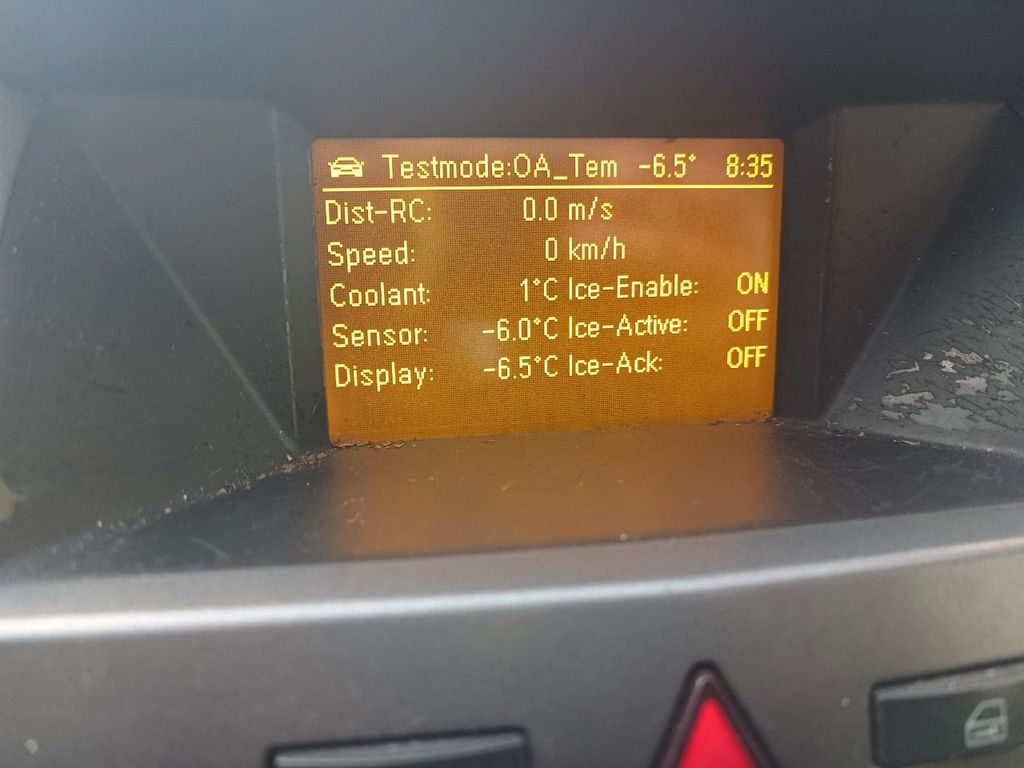 Testmode:OA_Tem -6.5° 8:35
Dist-RC: 0.0 m/s
Speed: 0 km/h
Coolant: 1°C Ice-Enable: ON
Sensor: -6.0°C Ice-Active: OFF
Display: -6.5°C Ice-Ack: OFF